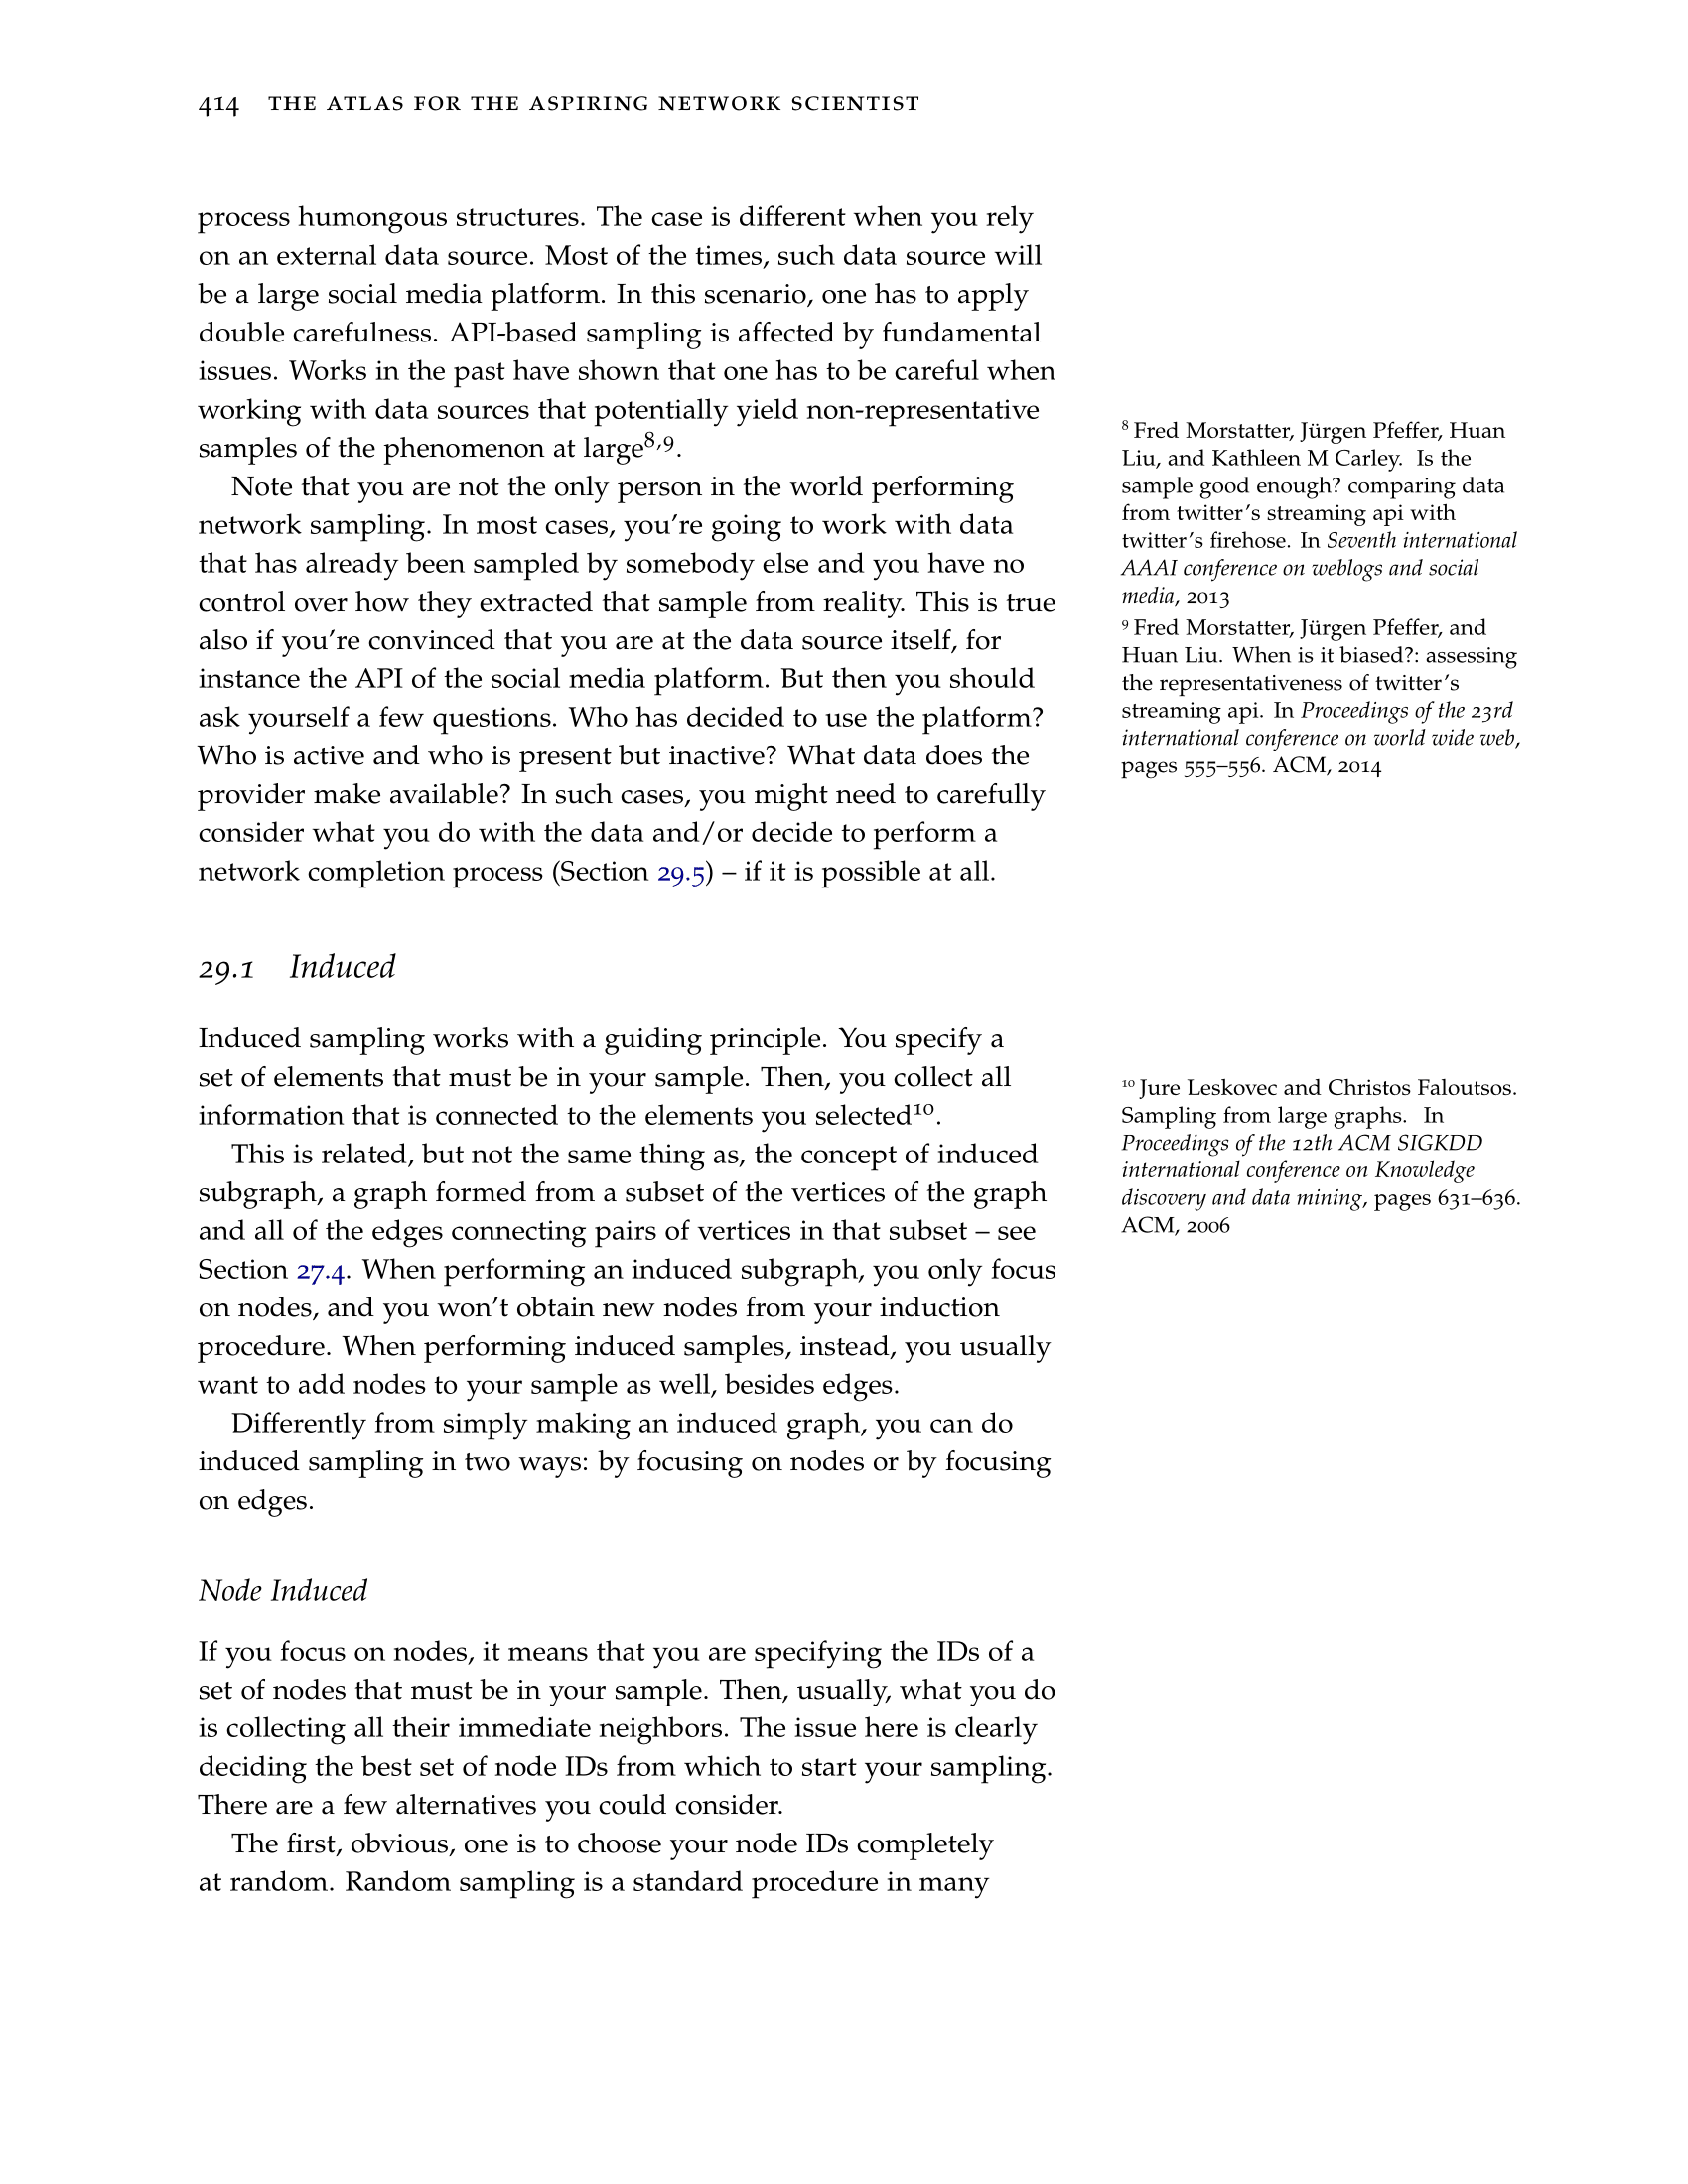 414 THE ATLAS FOR THE ASPIRING NETWORK SCIENTIST
process humongous structures. The case is different when you rely
on an external data source. Most of the times, such data source will
be a large social media platform. In this scenario, one has to apply
double carefulness. API-based sampling is affected by fundamental
issues. Works in the past have shown that one has to be careful when
working with data sources that potentially yield non-representative
samples of the phenomenon at large8,9.
Note that you are not the only person in the world performing
network sampling. In most cases, you're going to work with data
that has already been sampled by somebody else and you have no
control over how they extracted that sample from reality. This is true
also if you're convinced that you are at the data source itself, for
instance the API of the social media platform. But then you should
ask yourself a few questions. Who has decided to use the platform?
Who is active and who is present but inactive? What data does the
provider make available? In such cases, you might need to carefully
consider what you do with the data and/or decide to perform a
network completion process (Section 29.5) – if it is possible at all.
29.1 Induced
Induced sampling works with a guiding principle. You specify a
set of elements that must be in your sample. Then, you collect all
information that is connected to the elements you selected10.
This is related, but not the same thing as, the concept of induced
subgraph, a graph formed from a subset of the vertices of the graph
and all of the edges connecting pairs of vertices in that subset – see
Section 27.4. When performing an induced subgraph, you only focus
on nodes, and you won't obtain new nodes from your induction
procedure. When performing induced samples, instead, you usually
want to add nodes to your sample as well, besides edges.
Differently from simply making an induced graph, you can do
induced sampling in two ways: by focusing on nodes or by focusing
on edges.
Node Induced
If you focus on nodes, it means that you are specifying the IDs of a
set of nodes that must be in your sample. Then, usually, what you do
is collecting all their immediate neighbors. The issue here is clearly
deciding the best set of node IDs from which to start your sampling.
There are a few alternatives you could consider.
The first, obvious, one is to choose your node IDs completely
at random. Random sampling is a standard procedure in many
8 Fred Morstatter, Jürgen Pfeffer, Huan
Liu, and Kathleen M Carley. Is the
sample good enough? comparing data
from twitter's streaming api with
twitter's firehose. In Seventh international
AAAI conference on weblogs and social
media, 2013
9 Fred Morstatter, Jürgen Pfeffer, and
Huan Liu. When is it biased?: assessing
the representativeness of twitter's
streaming api. In Proceedings of the 23rd
international conference on world wide web,
pages 555–556. ACM, 2014
10 Jure Leskovec and Christos Faloutsos.
Sampling from large graphs. In
Proceedings of the 12th ACM SIGKDD
international conference on Knowledge
discovery and data mining, pages 631–636.
ACM, 2006